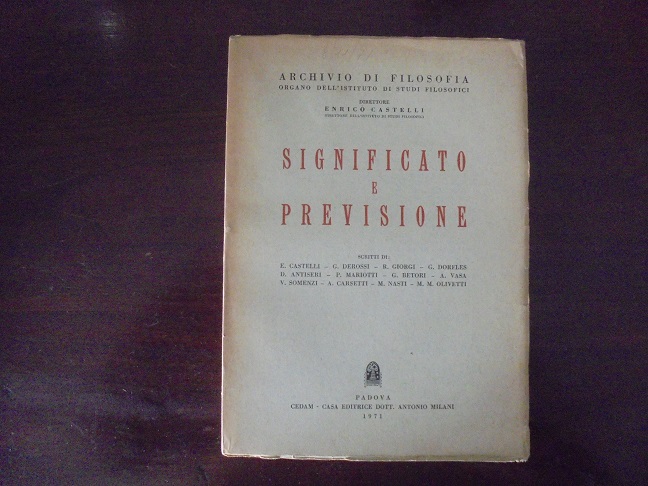 ARCHIVIO DI FILOSOFIA
ORGANO DELL'ISTITUTO DI STUDI FILOSOFICI
DIRETTORE
ENRICO CASTELLI
SIGNIFICATO
E
PREVISIONE
SCRITTI DI:
E. CASTELLI – G. DEROSSI – R. GIORGI – G. DORFLES
D. ANTISERI – P. MARIOTTI – G. RETORI – A. VASA
V. SOMENZI – A. CARSETTI – M. NASTI – M. M. OLIVETTI
PADOVA
CEDAM - CASA EDITRICE DOTT. ANTONIO MILANI
1971